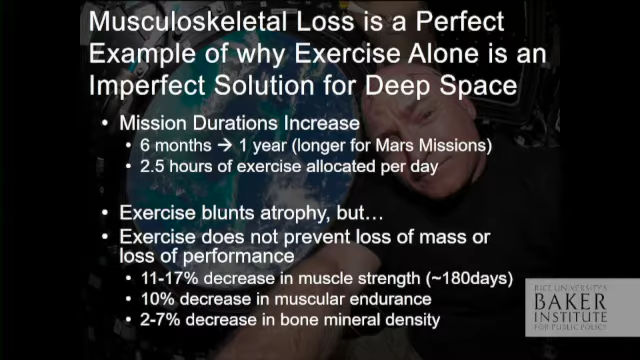 Musculoskeletal Loss is a Perfect
Example of why Exercise Alone is an
Imperfect Solution for Deep Space
• Mission Durations Increase
• 6 months → 1 year (longer for Mars Missions)
• 2.5 hours of exercise allocated per day
• Exercise blunts atrophy, but…
• Exercise does not prevent loss of mass or
loss of performance
• 11-17% decrease in muscle strength (~180days)
• 10% decrease in muscular endurance
• 2-7% decrease in bone mineral density
RICE UNIVERSITY'S
BAKER
INSTITUTE
FOR PUBLIC POLICY